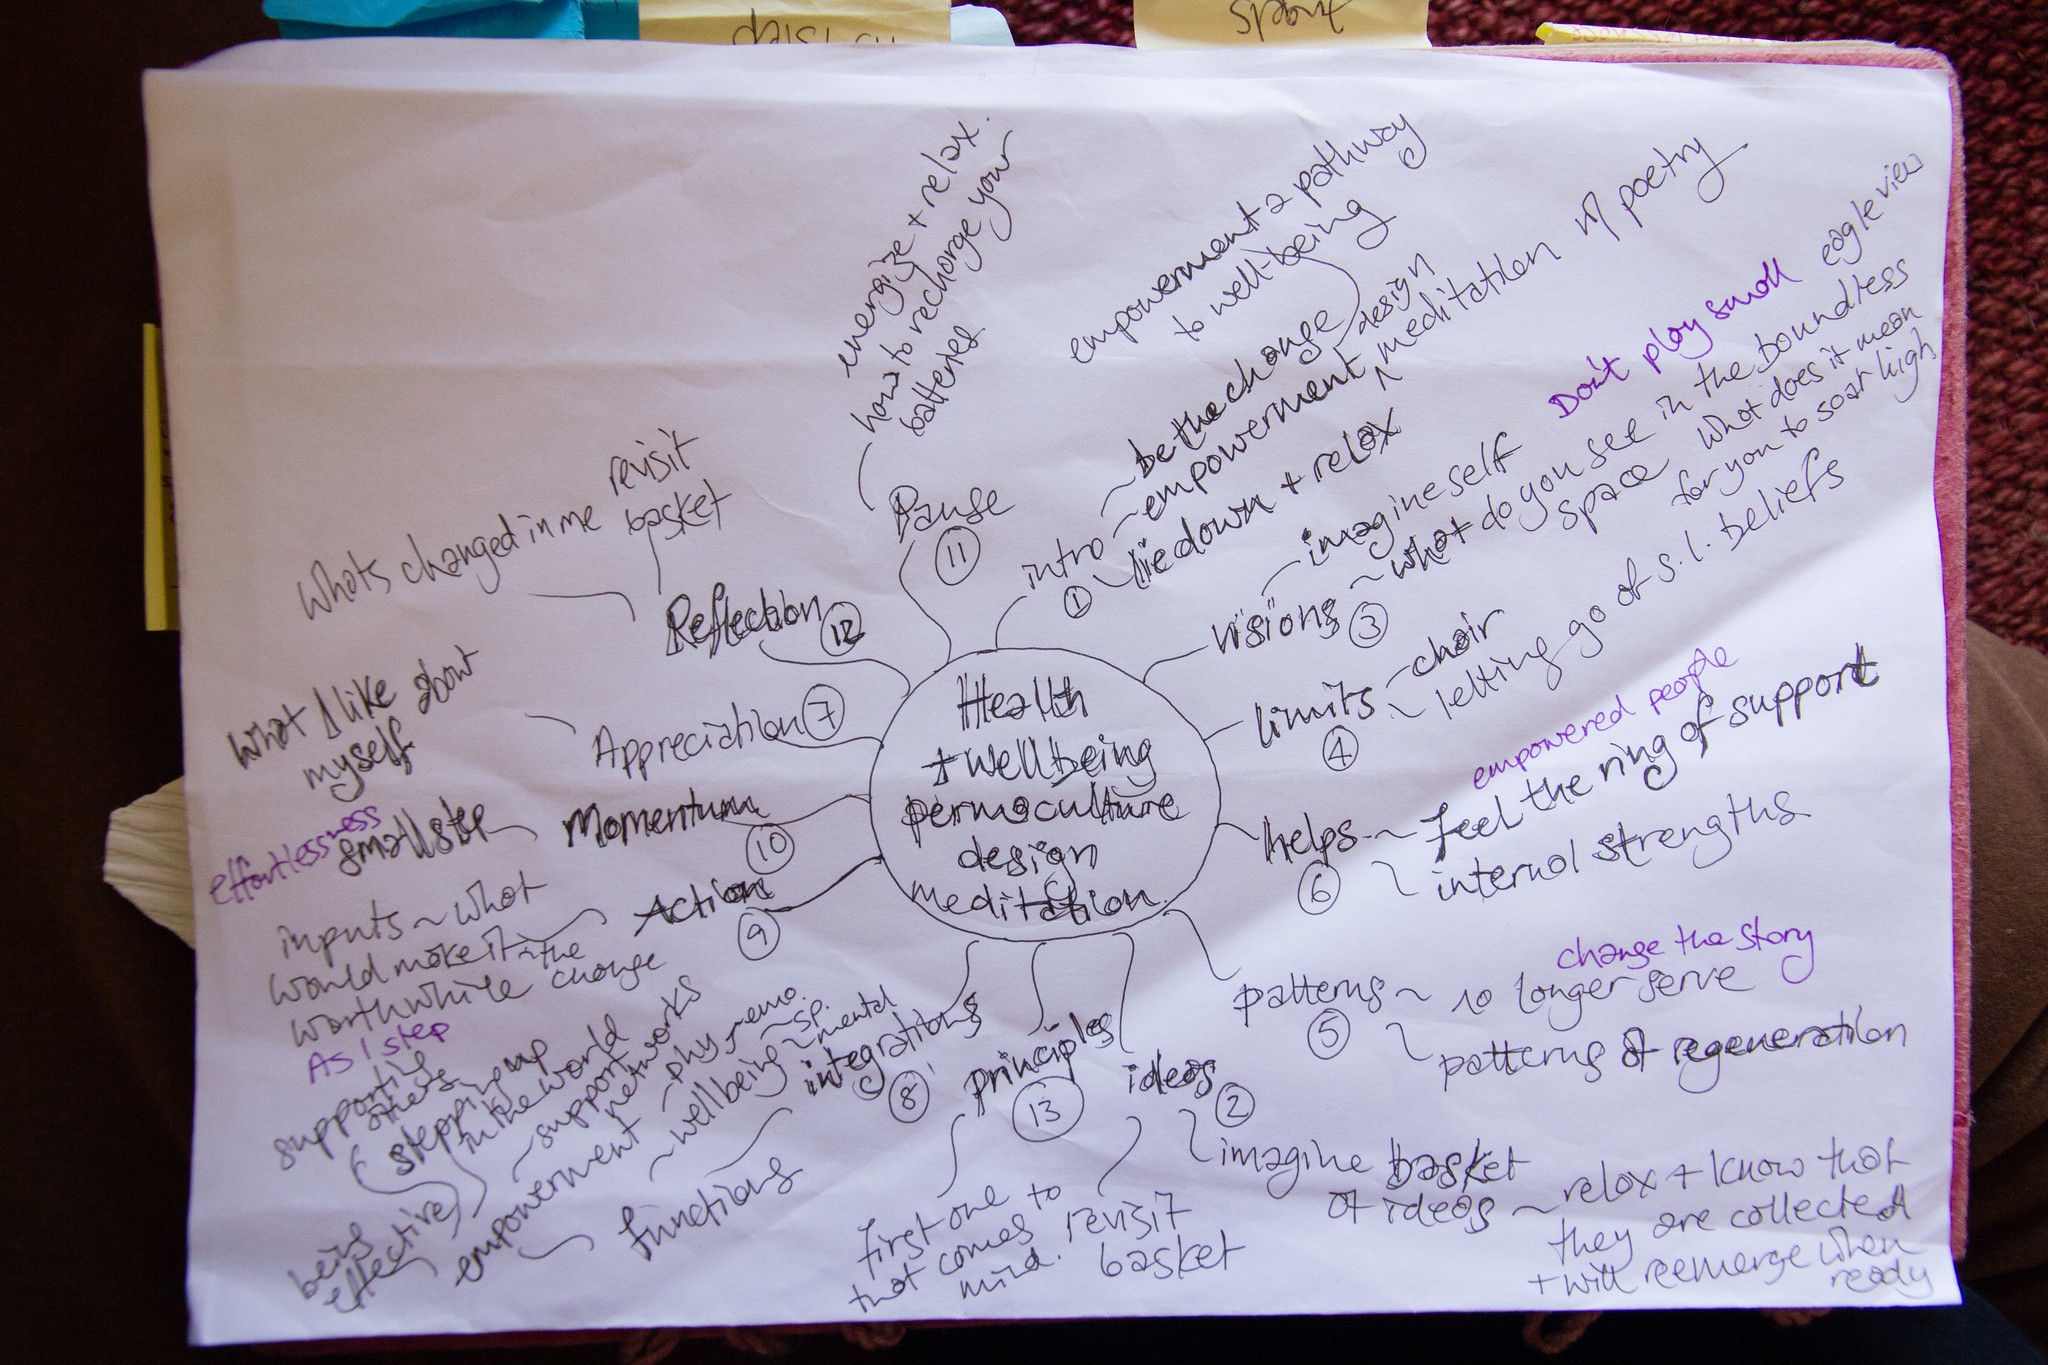 spout
Health
+ wellbeing
permaculture
design
meditation.
intro
①
be the change
empowerment a pathway
to well-being
empowerment ^ meditation w/ poetry.
design
lie down + relax
ideas
②
imagine basket
of ideas ~ relax + know that
they are collected
+ will reemerge when
ready
revisit
basket
visions
③
imagine self
Don't play small
eagle view
what do you see in the boundless
space
what does it mean
for you to soar high
limits
④
chair
letting go of s.l. beliefs
patterns
⑤
no longer serve
change the story
patterns of regeneration
helps
⑥
empowered people
feel the ring of support
internal strengths
Appreciation
⑦
What I like about
myself
integrations
⑧
functions
empowerment
wellbeing
phy
emo.
sp.
mental
support
networks
stepping up
in the world
supporting
others
being
effective
Action
⑨
inputs ~ what
would make it ~ the
worthwhile change
As I step
Momentum
⑩
small step
effortlessness
Pause
⑪
energize + relax.
how to recharge your
batteries
Reflection
⑫
Whats changed in me
revisit
basket
principles
⑬
first one to
that comes
mind.